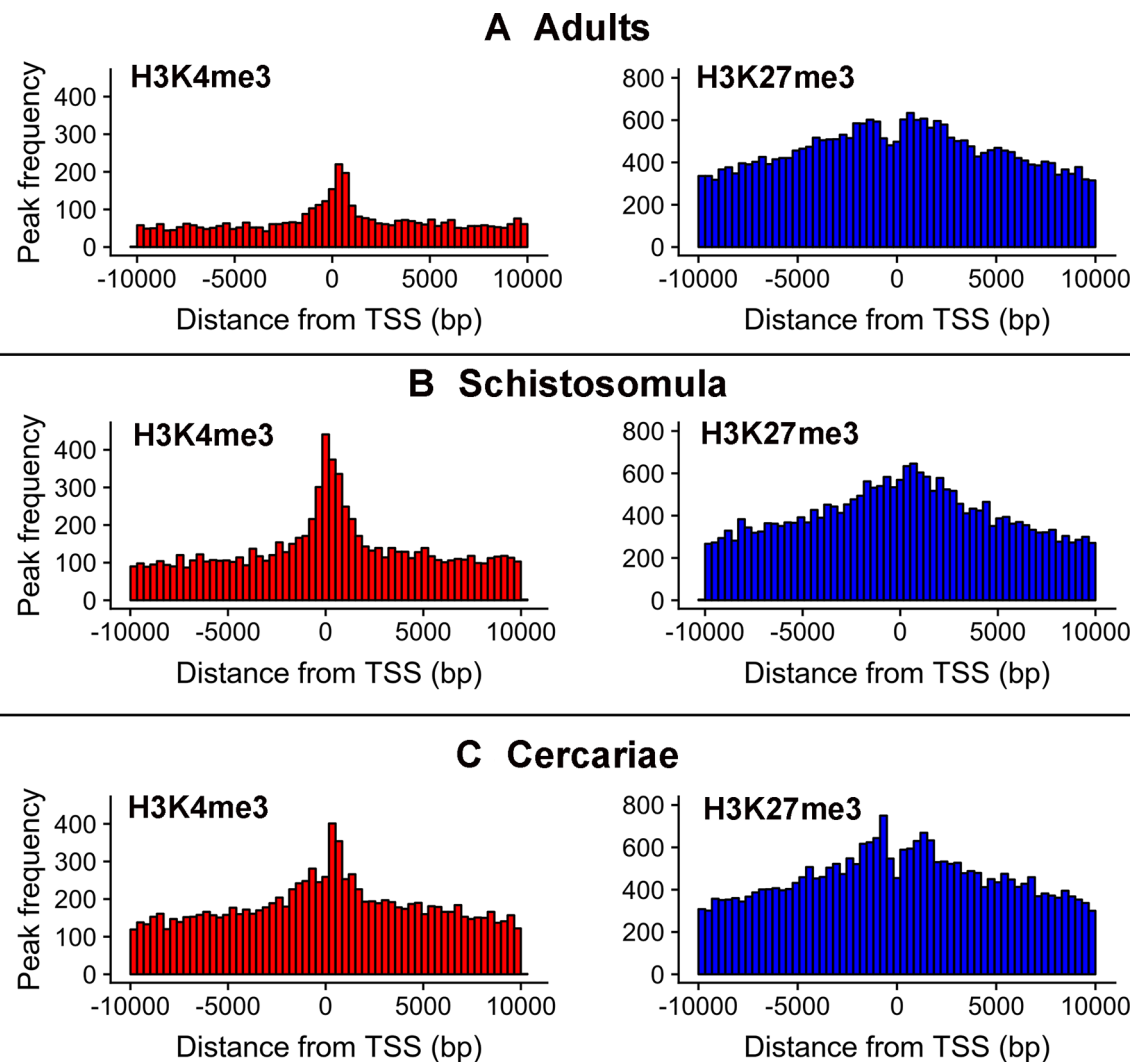 A Adults
H3K4me3
Peak frequency
400
300
200
100
0
-10000 -5000 0 5000 10000
Distance from TSS (bp)
H3K27me3
800
600
400
200
0
-10000 -5000 0 5000 10000
Distance from TSS (bp)
B Schistosomula
H3K4me3
Peak frequency
400
300
200
100
0
-10000 -5000 0 5000 10000
Distance from TSS (bp)
H3K27me3
800
600
400
200
0
-10000 -5000 0 5000 10000
Distance from TSS (bp)
C Cercariae
H3K4me3
Peak frequency
400
300
200
100
0
-10000 -5000 0 5000 10000
Distance from TSS (bp)
H3K27me3
800
600
400
200
0
-10000 -5000 0 5000 10000
Distance from TSS (bp)